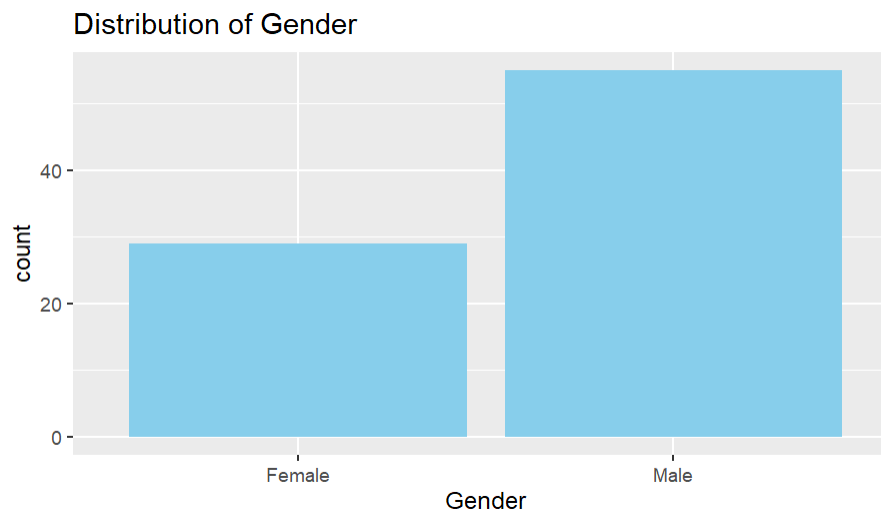 Distribution of Gender
40
20
0
count
Female Male
Gender